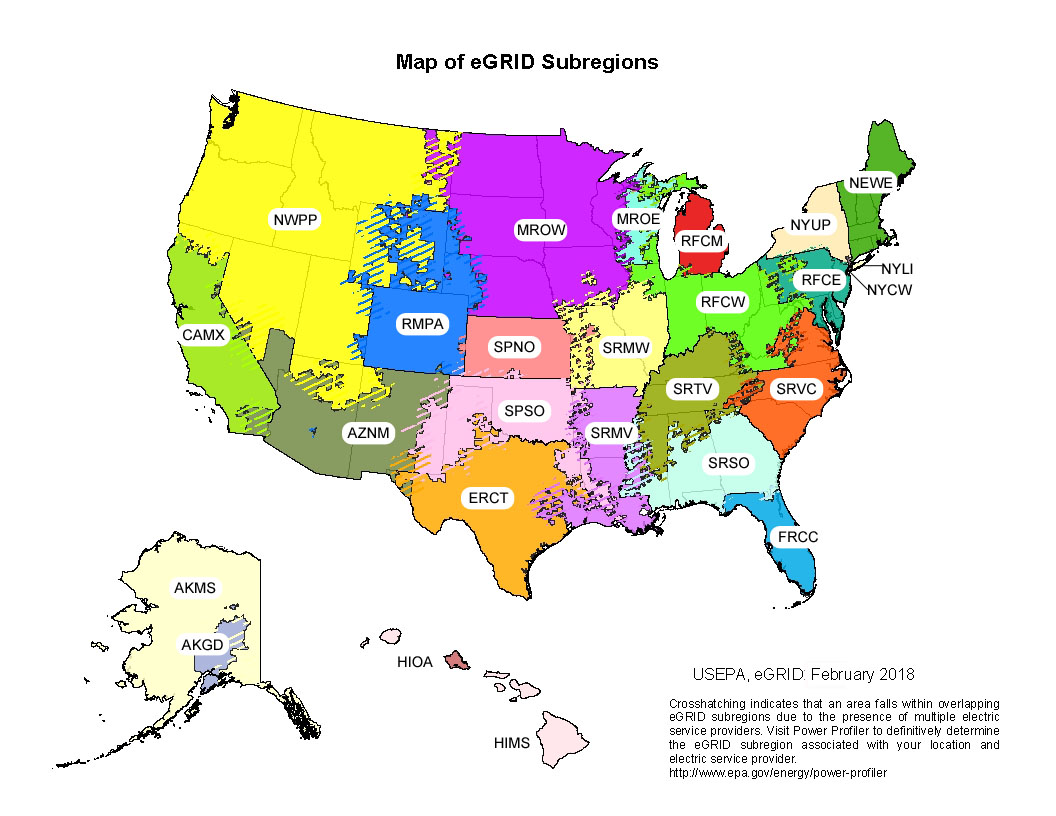 Map of eGRID Subregions
NEWE
NWPP
MROE
NYUP
MROW
RFCM
NYLI
RFCE
NYCW
RFCW
RMPA
CAMX
SPNO
SRMW
SRTV
SRVC
SPSO
AZNM
SRMV
SRSO
ERCT
FRCC
AKMS
AKGD
HIOA
HIMS
USEPA, eGRID: February 2018
Crosshatching indicates that an area falls within overlapping
eGRID subregions due to the presence of multiple electric
service providers. Visit Power Profiler to definitively determine
the eGRID subregion associated with your location and
electric service provider.
http://www.epa.gov/energy/power-profiler